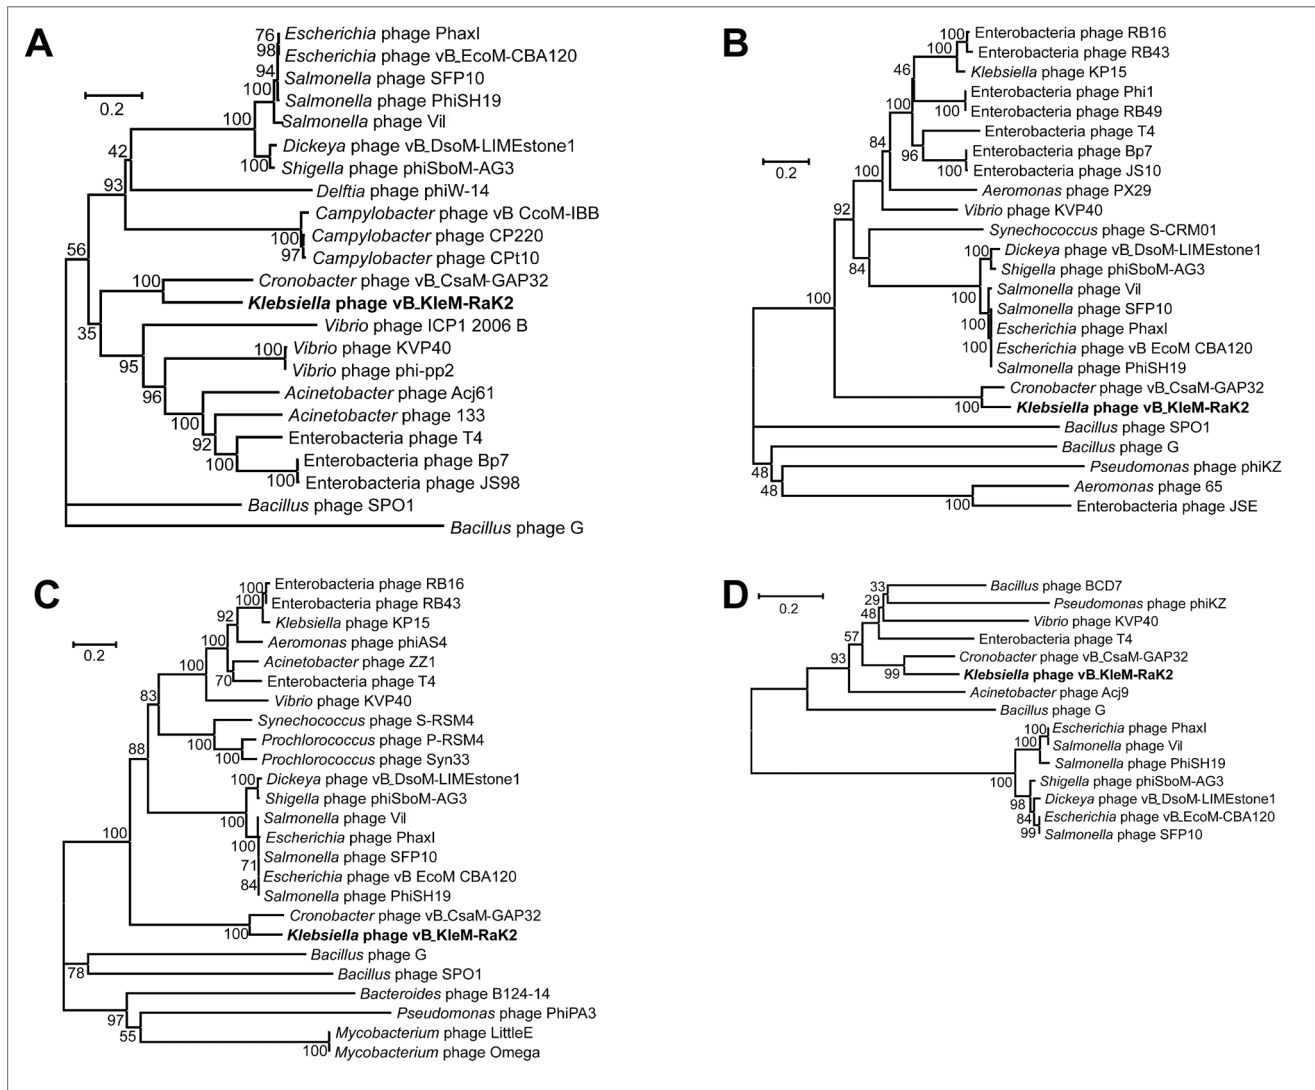 A
76
Escherichia phage PhaxI
98
Escherichia phage vB_EcoM-CBA120
94
Salmonella phage SFP10
100
Salmonella phage PhiSH19
0.2
100
Salmonella phage Vil
Dickeya phage vB_DsoM-LIMEstone1
42
100
Shigella phage phiSboM-AG3
93
Delftia phage phiW-14
Campylobacter phage vB CcoM-IBB
100
Campylobacter phage CP220
56
97
Campylobacter phage CPt10
100
Cronobacter phage vB_CsaM-GAP32
Klebsiella phage vB_KleM-RaK2
35
Vibrio phage ICP1 2006 B
100
Vibrio phage KVP40
95
Vibrio phage phi-pp2
96
Acinetobacter phage Acj61
100
Acinetobacter phage 133
92
Enterobacteria phage T4
100
Enterobacteria phage Bp7
100
Enterobacteria phage JS98
Bacillus phage SPO1
Bacillus phage G
B
100
Enterobacteria phage RB16
100
Enterobacteria phage RB43
46
Klebsiella phage KP15
Enterobacteria phage Phi1
100
100
Enterobacteria phage RB49
0.2
84
Enterobacteria phage T4
96
Enterobacteria phage Bp7
100
100
Enterobacteria phage JS10
Aeromonas phage PX29
92
Vibrio phage KVP40
Synechococcus phage S-CRM01
100
Dickeya phage vB_DsoM-LIMEstone1
84
Shigella phage phiSboM-AG3
100
Salmonella phage Vil
100
Salmonella phage SFP10
100
Escherichia phage PhaxI
100
Escherichia phage vB EcoM CBA120
Salmonella phage PhiSH19
Cronobacter phage vB_CsaM-GAP32
100
Klebsiella phage vB_KleM-RaK2
Bacillus phage SPO1
Bacillus phage G
48
Pseudomonas phage phiKZ
48
Aeromonas phage 65
100
Enterobacteria phage JSE
C
100
Enterobacteria phage RB16
100
Enterobacteria phage RB43
92
Klebsiella phage KP15
100
Aeromonas phage phiAS4
0.2
100
Acinetobacter phage ZZ1
70
Enterobacteria phage T4
83
Vibrio phage KVP40
Synechococcus phage S-RSM4
100
Prochlorococcus phage P-RSM4
88
100
Prochlorococcus phage Syn33
100
Dickeya phage vB_DsoM-LIMEstone1
Shigella phage phiSboM-AG3
100
Salmonella phage Vil
100
100
Escherichia phage PhaxI
71
Salmonella phage SFP10
84
Escherichia phage vB EcoM CBA120
Salmonella phage PhiSH19
Cronobacter phage vB_CsaM-GAP32
100
Klebsiella phage vB_KleM-RaK2
Bacillus phage G
78
Bacillus phage SPO1
Bacteroides phage B124-14
97
Pseudomonas phage PhiPA3
55
Mycobacterium phage LittleE
100
Mycobacterium phage Omega
D
33
Bacillus phage BCD7
0.2
29
Pseudomonas phage phiKZ
48
Vibrio phage KVP40
57
Enterobacteria phage T4
93
Cronobacter phage vB_CsaM-GAP32
99
Klebsiella phage vB_KleM-RaK2
Acinetobacter phage Acj9
Bacillus phage G
100
Escherichia phage PhaxI
100
Salmonella phage Vil
Salmonella phage PhiSH19
100
Shigella phage phiSboM-AG3
98
Dickeya phage vB_DsoM-LIMEstone1
84
Escherichia phage vB_EcoM-CBA120
99
Salmonella phage SFP10